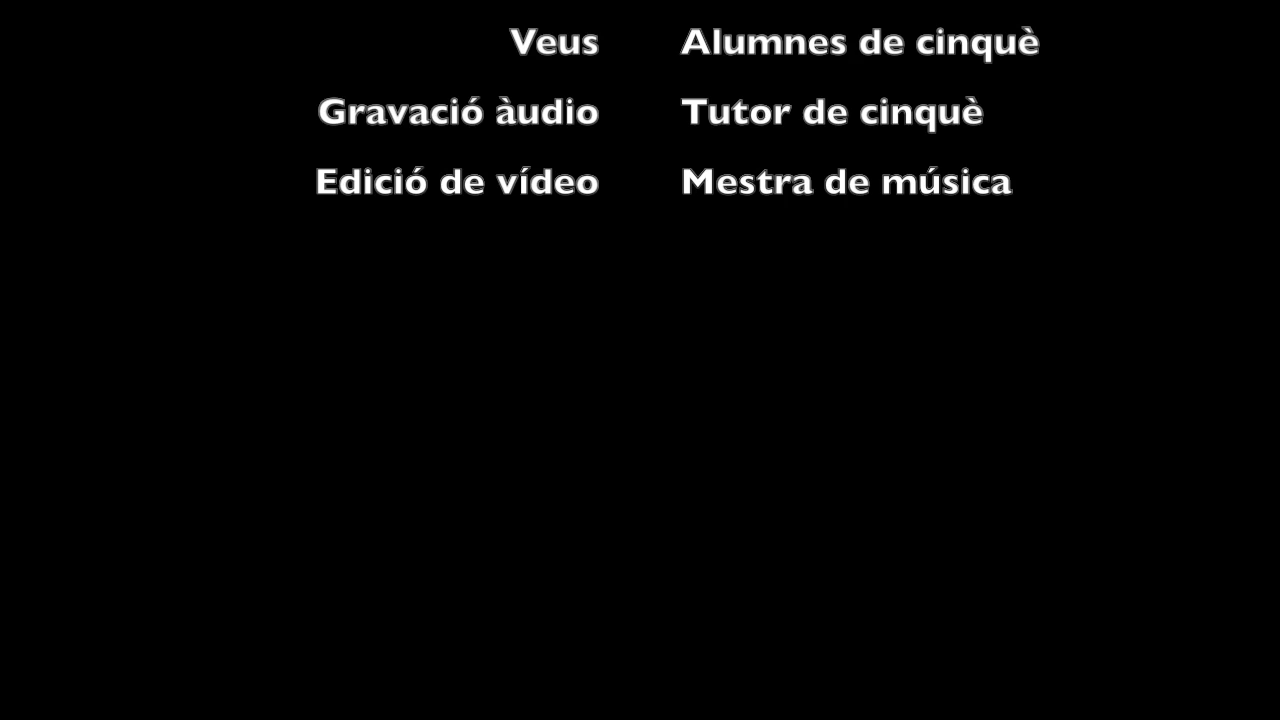 Veus Alumnes de cinquè
Gravació àudio Tutor de cinquè
Edició de vídeo Mestra de música